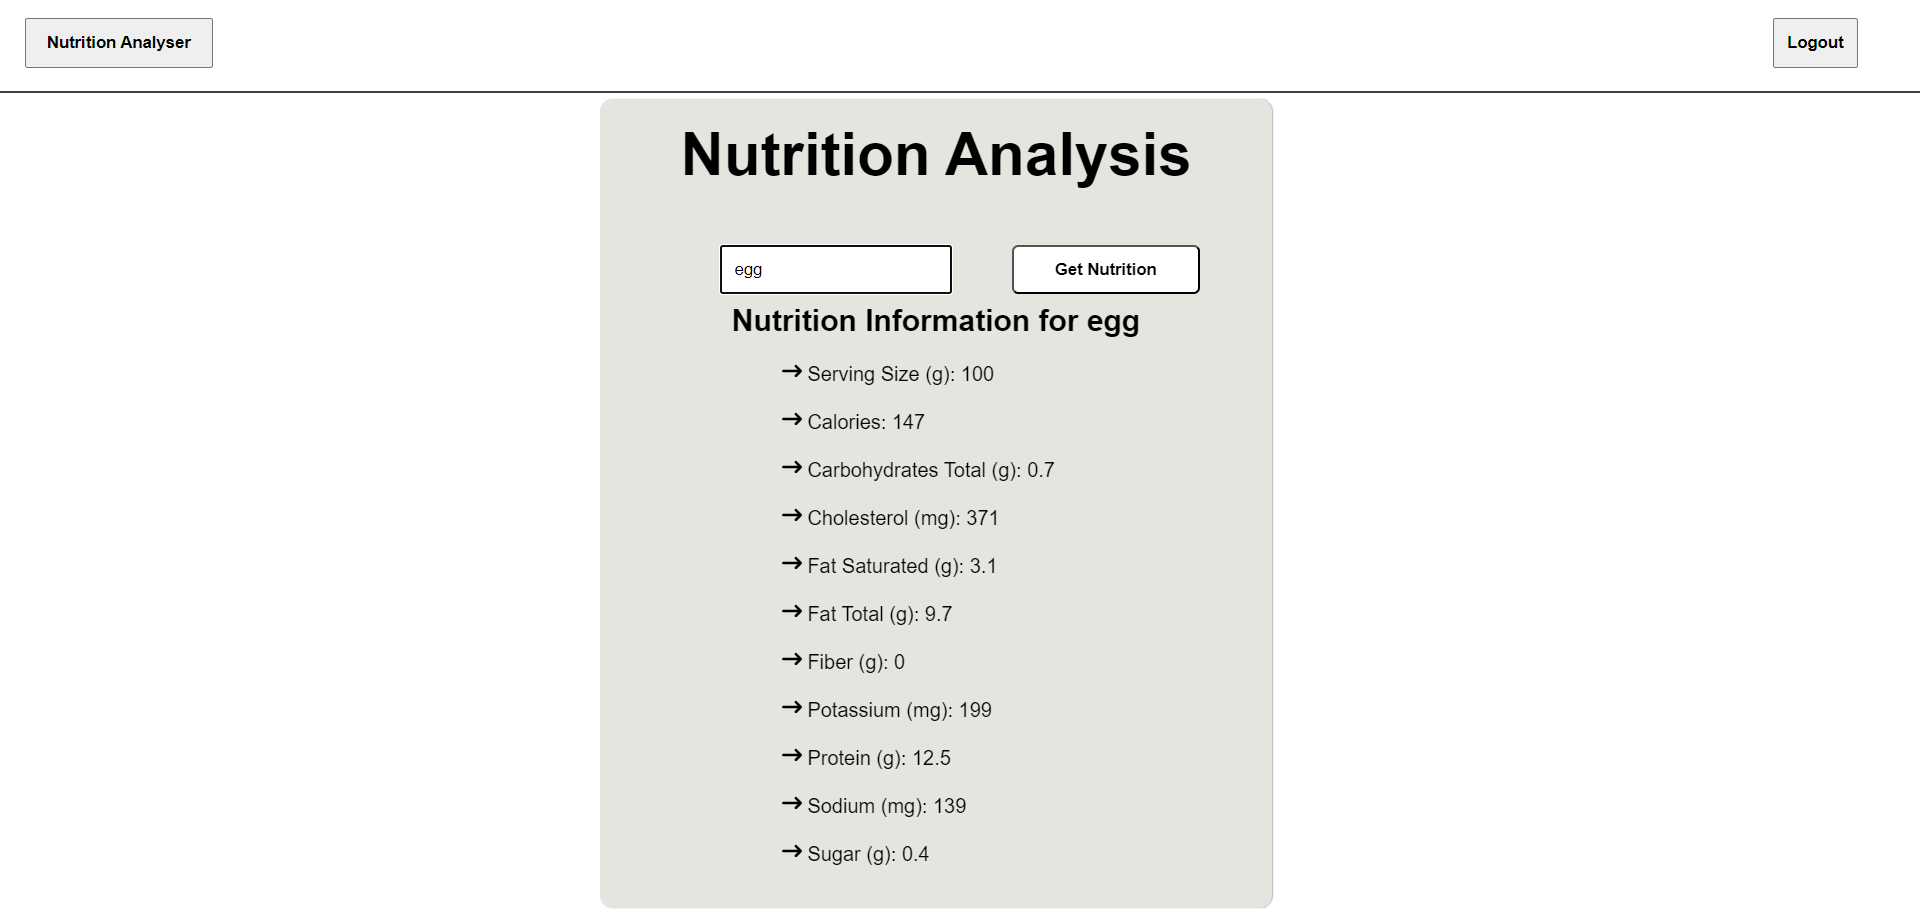 Nutrition Analyser
Logout
Nutrition Analysis
egg
Get Nutrition
Nutrition Information for egg
→ Serving Size (g): 100
→ Calories: 147
→ Carbohydrates Total (g): 0.7
→ Cholesterol (mg): 371
→ Fat Saturated (g): 3.1
→ Fat Total (g): 9.7
→ Fiber (g): 0
→ Potassium (mg): 199
→ Protein (g): 12.5
→ Sodium (mg): 139
→ Sugar (g): 0.4